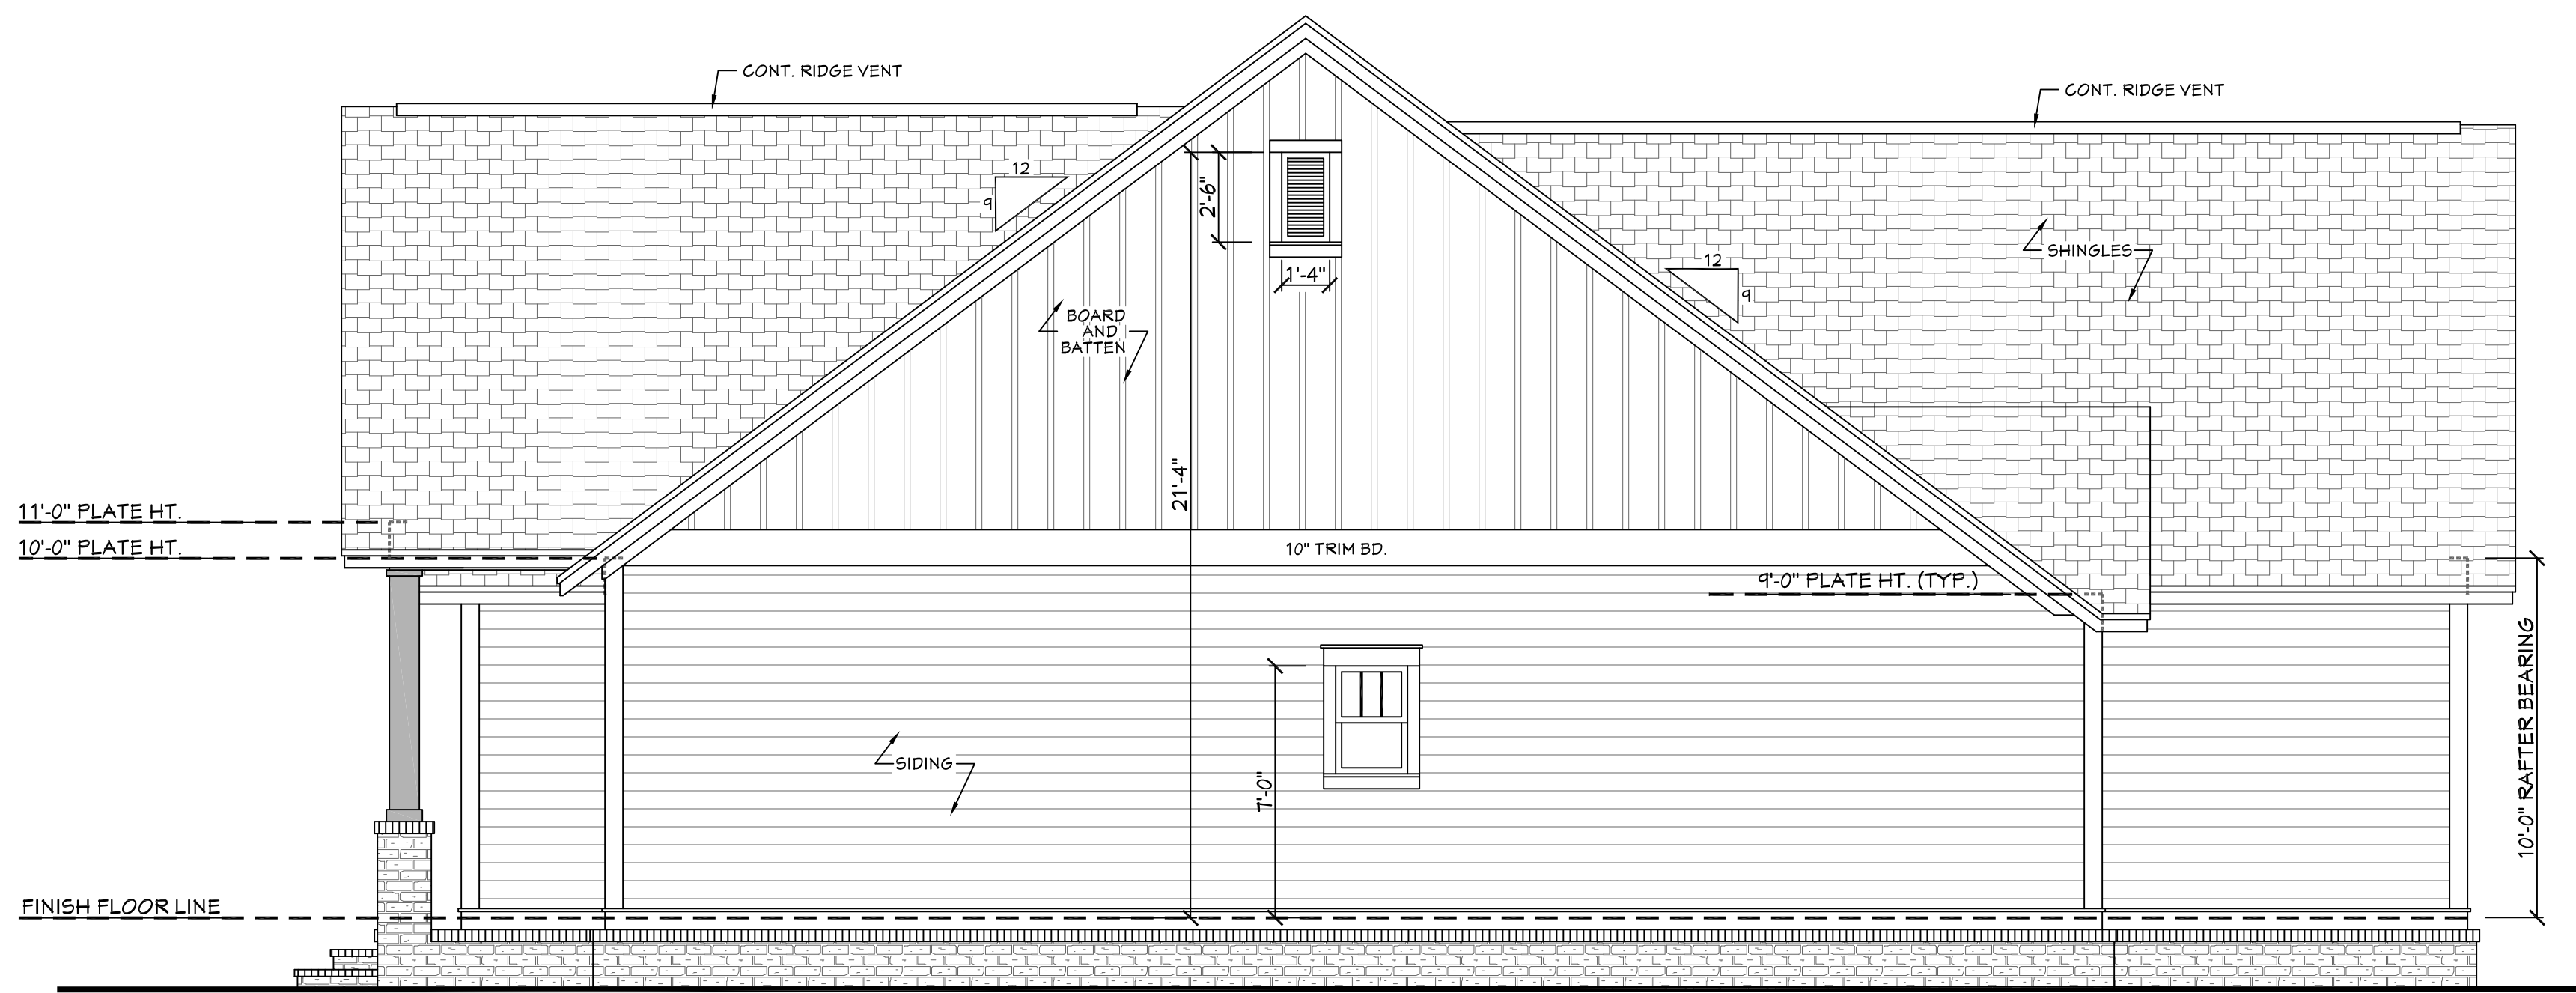 CONT. RIDGE VENT
CONT. RIDGE VENT
12
9
2'-6"
1'-4"
12
9
SHINGLES
BOARD
AND
BATTEN
21'-4"
11'-0" PLATE HT.
10'-0" PLATE HT.
10" TRIM BD.
9'-0" PLATE HT. (TYP.)
10'-0" RAFTER BEARING
SIDING
7'-0"
FINISH FLOOR LINE